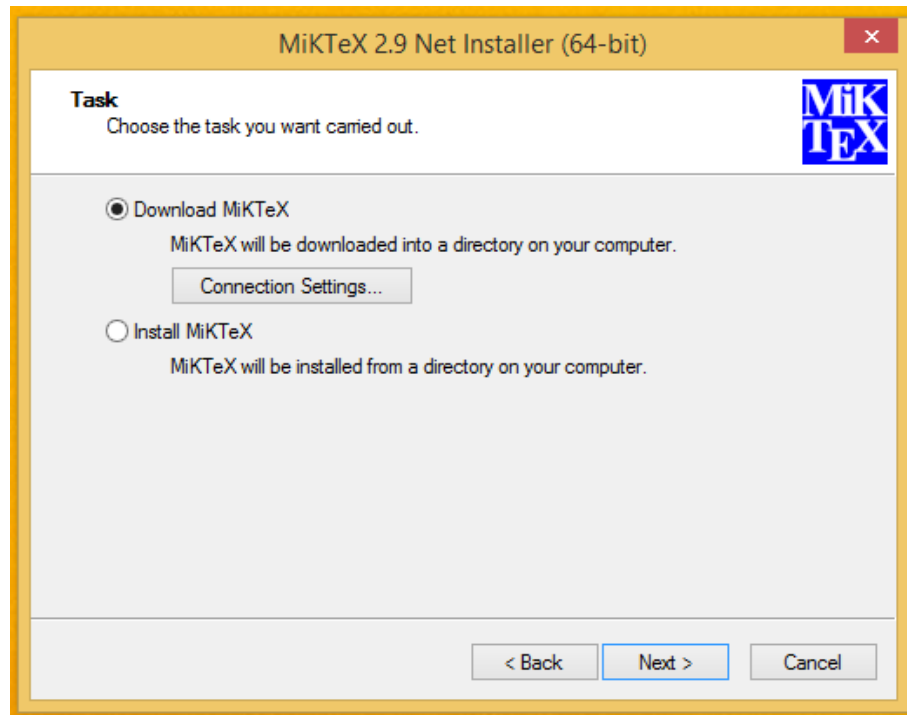 MiKTeX 2.9 Net Installer (64-bit)
Task
Choose the task you want carried out.
MiK
TEX
Download MiKTeX
MiKTeX will be downloaded into a directory on your computer.
Connection Settings...
Install MiKTeX
MiKTeX will be installed from a directory on your computer.
< Back Next > Cancel